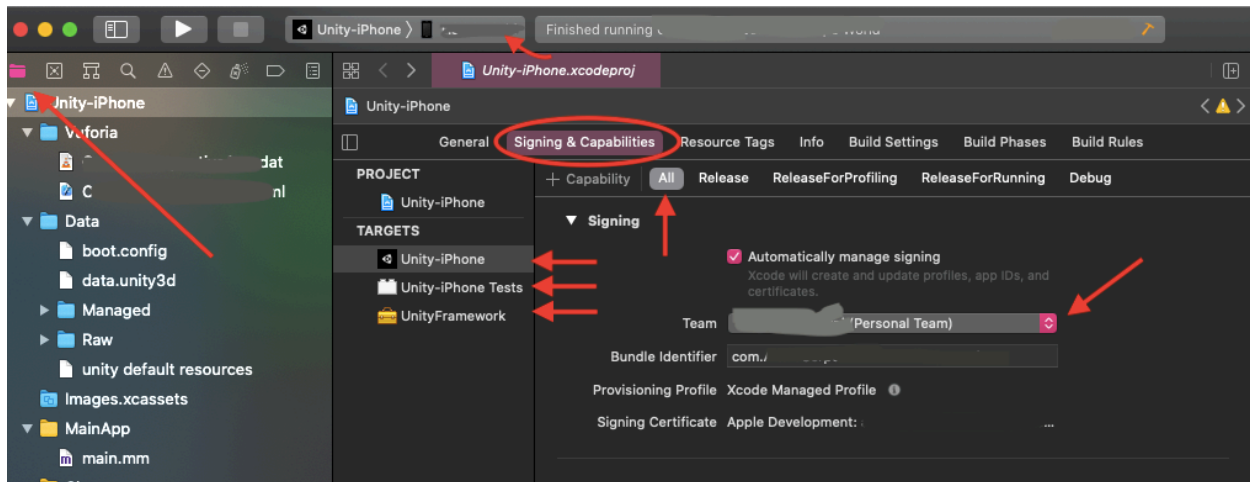 Unity-iPhone
Finished running
Unity-iPhone.xcodeproj
Unity-iPhone
Unity-iPhone
Vuforia
dat
C
Data
boot.config
data.unity3d
Managed
Raw
unity default resources
Images.xcassets
MainApp
main.mm
General
Signing & Capabilities
Resource Tags
Info
Build Settings
Build Phases
Build Rules
PROJECT
Unity-iPhone
TARGETS
Unity-iPhone
Unity-iPhone Tests
UnityFramework
+ Capability
All
Release
ReleaseForProfiling
ReleaseForRunning
Debug
Signing
Automatically manage signing
Xcode will create and update profiles, app IDs, and
certificates.
Team
(Personal Team)
Bundle Identifier
com.
Provisioning Profile
Xcode Managed Profile
Signing Certificate
Apple Development:
...